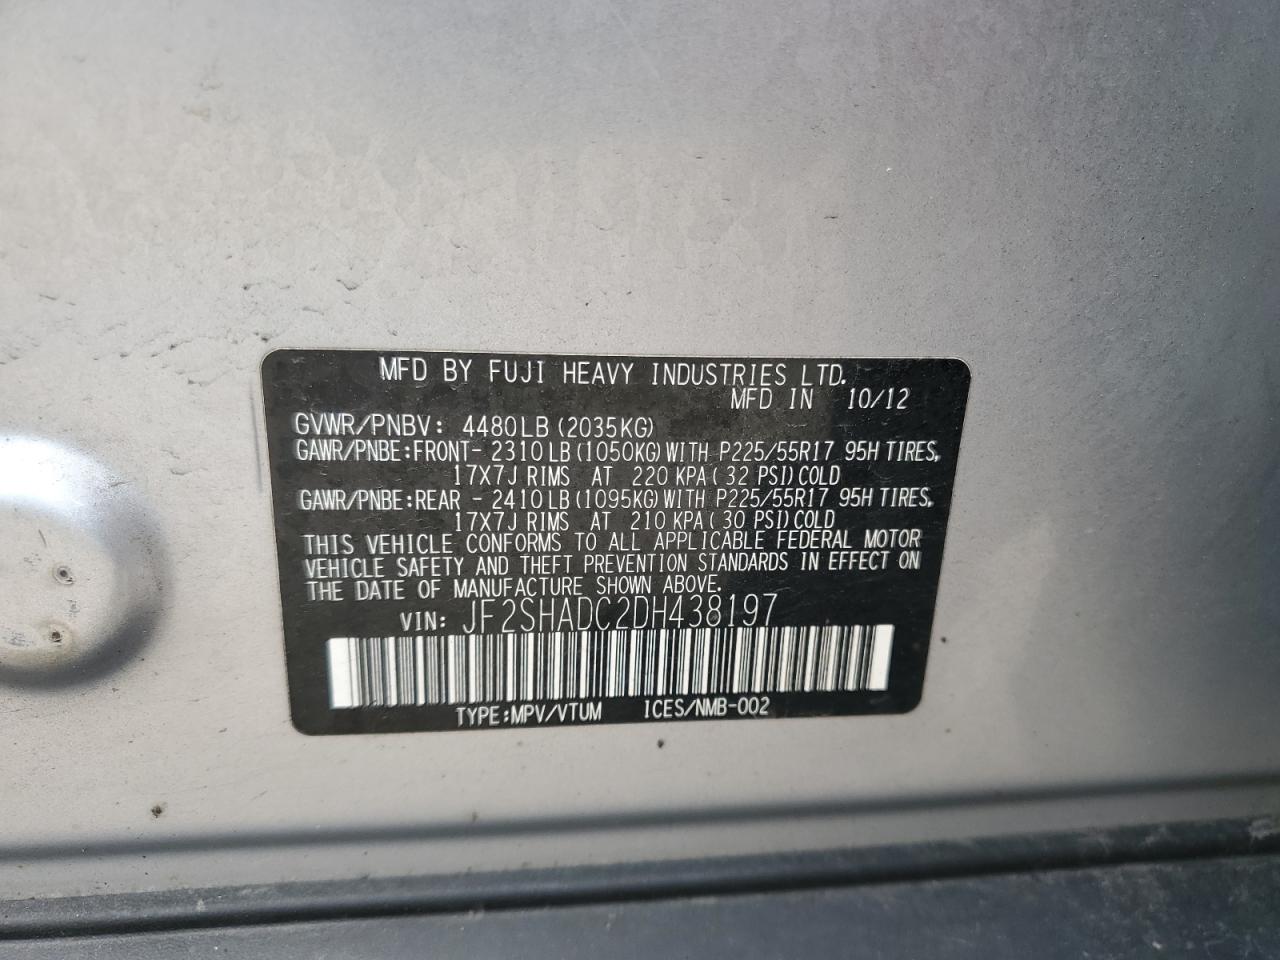 MFD BY FUJI HEAVY INDUSTRIES LTD.
MFD IN 10/12
GVWR/PNBV: 4480LB (2035KG)
GAWR/PNBE:FRONT- 2310LB (1050KG) WITH P225/55R17 95H TIRES,
17X7J RIMS AT 220 KPA ( 32 PSI) COLD
GAWR/PNBE:REAR - 2410LB (1095KG) WITH P225/55R17 95H TIRES,
17X7J RIMS AT 210 KPA ( 30 PSI) COLD
THIS VEHICLE CONFORMS TO ALL APPLICABLE FEDERAL MOTOR
VEHICLE SAFETY AND THEFT PREVENTION STANDARDS IN EFFECT ON
THE DATE OF MANUFACTURE SHOWN ABOVE.
VIN: JF2SHADC2DH438197
TYPE:MPV/VTUM ICES/NMB-002